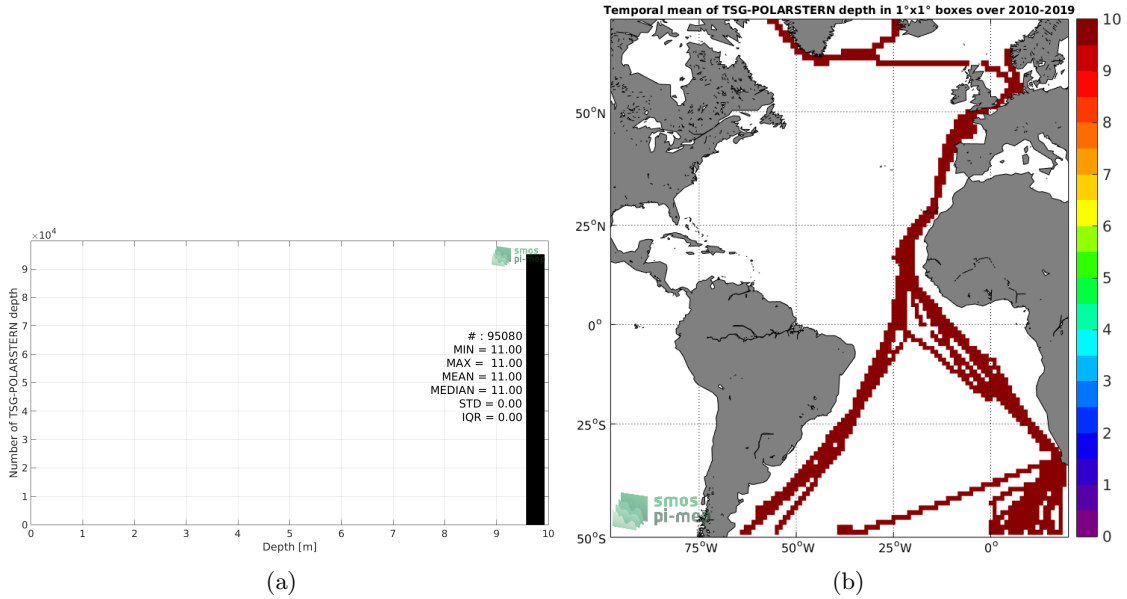 ×10⁴
9
8
7
6
5
4
3
2
1
0
Number of TSG-POLARSTERN depth
smos
pi-me
# : 95080
MIN = 11.00
MAX = 11.00
MEAN = 11.00
MEDIAN = 11.00
STD = 0.00
IQR = 0.00
0 1 2 3 4 5 6 7 8 9 10
Depth [m]
(a)
Temporal mean of TSG-POLARSTERN depth in 1°x1° boxes over 2010-2019
50°N
25°N
0°
25°S
50°S
75°W 50°W 25°W 0°
smos
pi-me
10
9
8
7
6
5
4
3
2
1
0
(b)